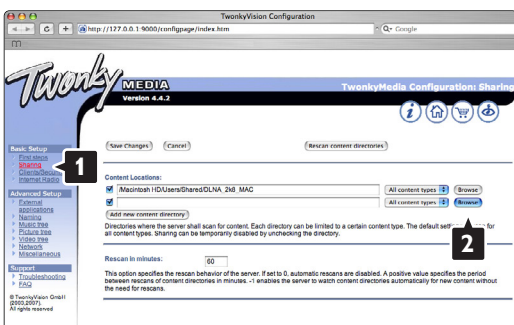 TwonkyVision Configuration
http://127.0.0.1:9000/configpage/index.htm
Google
Twonky
MEDIA
Version 4.4.2
TwonkyMedia Configuration: Sharing
Basic Setup
First steps
Sharing
Clients/Security
Internet Radio
Advanced Setup
External
applications
Naming
Music tree
Picture tree
Video tree
Network
Miscellaneous
Support
Troubleshooting
FAQ
© TwonkyVision GmbH
(2003,2007).
All rights reserved
1
Save Changes
Cancel
Rescan content directories
Content Locations:
/Macintosh HD/Users/Shared/DLNA_2k8_MAC
All content types
Browse
All content types
Browse
Add new content directory
2
Directories where the server shall scan for content. Each directory can be limited to a certain content type. The default for
all content types. Sharing can be temporarily disabled by unchecking the directory.
Rescan in minutes:
60
This option specifies the rescan behavior of the server. If set to 0, automatic rescans are disabled. A positive value specifies the period
between rescans of content directories in minutes. -1 enables the server to watch content directories automatically for new content without
the need for rescans.